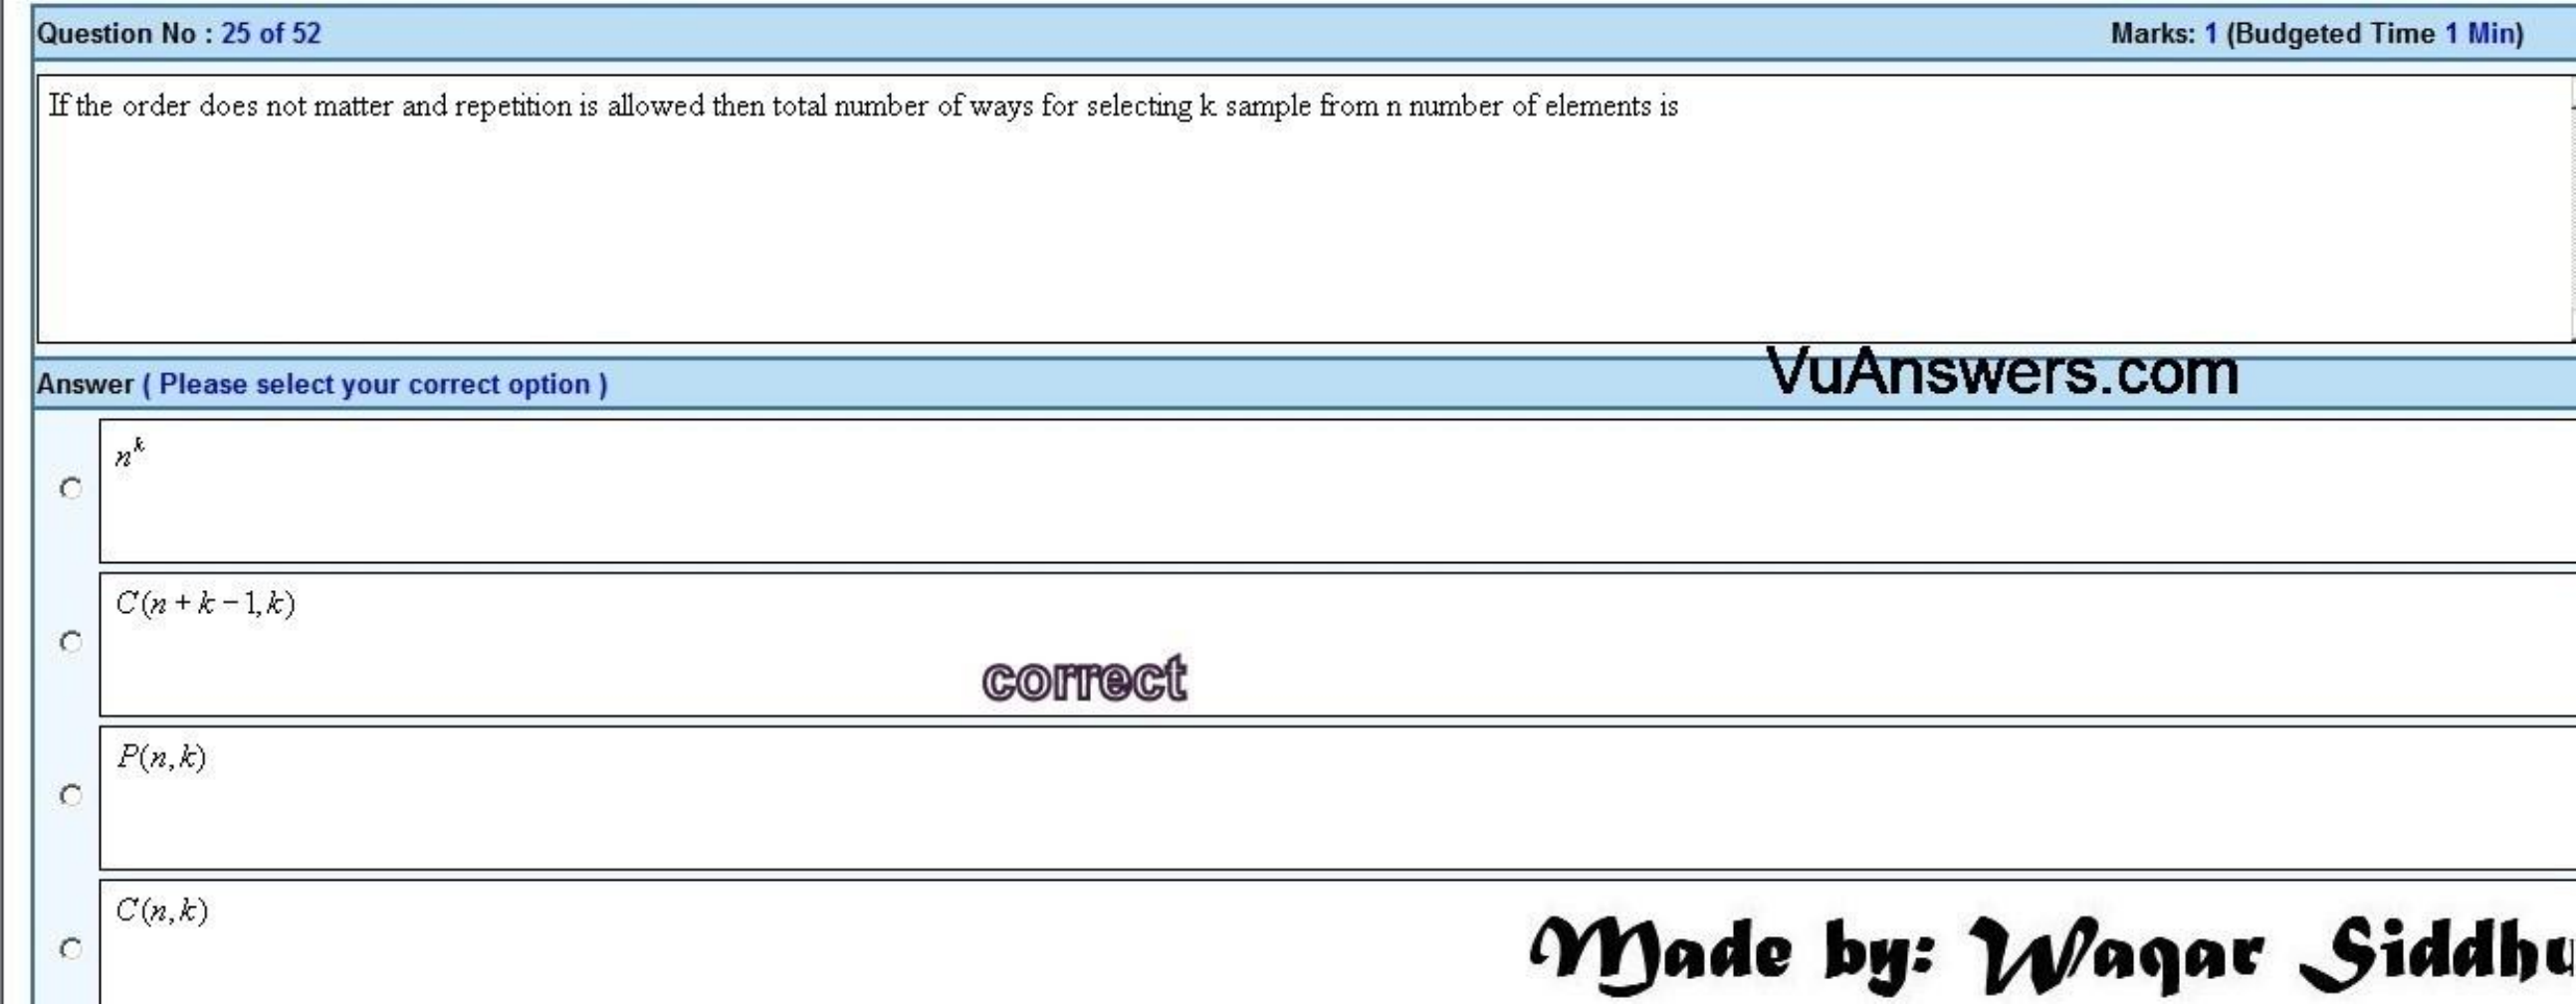 Question No : 25 of 52 Marks: 1 (Budgeted Time 1 Min)
If the order does not matter and repetition is allowed then total number of ways for selecting k sample from n number of elements is
VuAnswers.com
Answer ( Please select your correct option )
n^k
C(n + k − 1, k)
correct
P(n, k)
C(n, k)
Made by: Waqar Siddhu